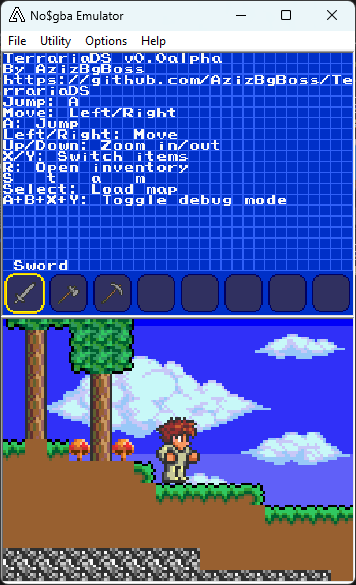 No$gba Emulator
File Utility Options Help
TerrariaDS v0.0alpha
By AzizBgBoss
https://github.com/AzizBgBoss/Te
rrariaDS
Jump: A
Move: Left/Right
A: Jump
Left/Right: Move
Up/Down: Zoom in/out
X/Y: Switch items
R: Open inventory
S t a m
Select: Load map
A+B+X+Y: Toggle debug mode
Sword